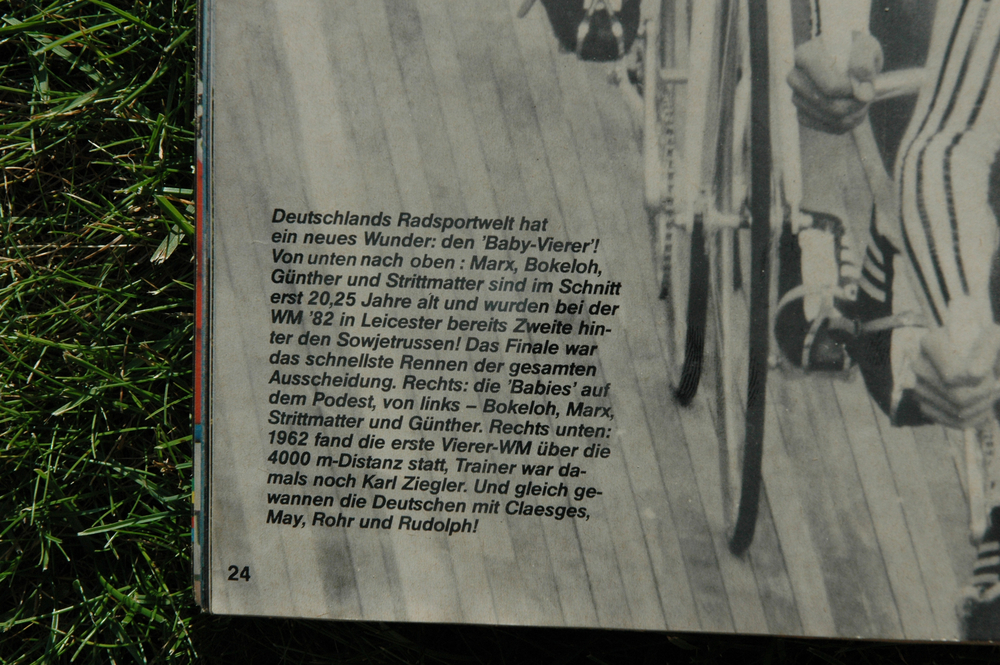 Deutschlands Radsportwelt hat
ein neues Wunder: den 'Baby-Vierer'!
Von unten nach oben : Marx, Bokeloh,
Günther und Strittmatter sind im Schnitt
erst 20,25 Jahre alt und wurden bei der
WM '82 in Leicester bereits Zweite hin-
ter den Sowjetrussen! Das Finale war
das schnellste Rennen der gesamten
Ausscheidung. Rechts: die 'Babies' auf
dem Podest, von links – Bokeloh, Marx,
Strittmatter und Günther. Rechts unten:
1962 fand die erste Vierer-WM über die
4000 m-Distanz statt, Trainer war da-
mals noch Karl Ziegler. Und gleich ge-
wannen die Deutschen mit Claesges,
May, Rohr und Rudolph!
24